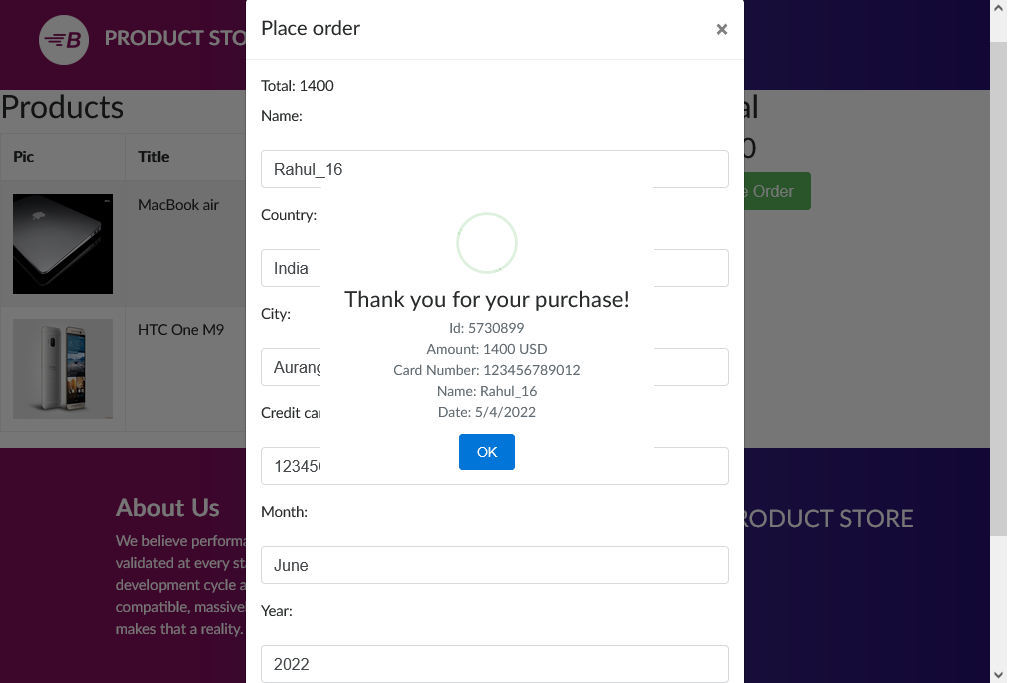 B PRODUCT STO
Place order
×
Products
Pic
Title
MacBook air
HTC One M9
Total: 1400
Name:
Rahul_16
Country:
India
City:
Aurang
Credit ca
12345
Month:
June
Year:
2022
Thank you for your purchase!
Id: 5730899
Amount: 1400 USD
Card Number: 123456789012
Name: Rahul_16
Date: 5/4/2022
OK
al
0
e Order
About Us
We believe performa
validated at every sta
development cycle a
compatible, massive
makes that a reality.
RODUCT STORE